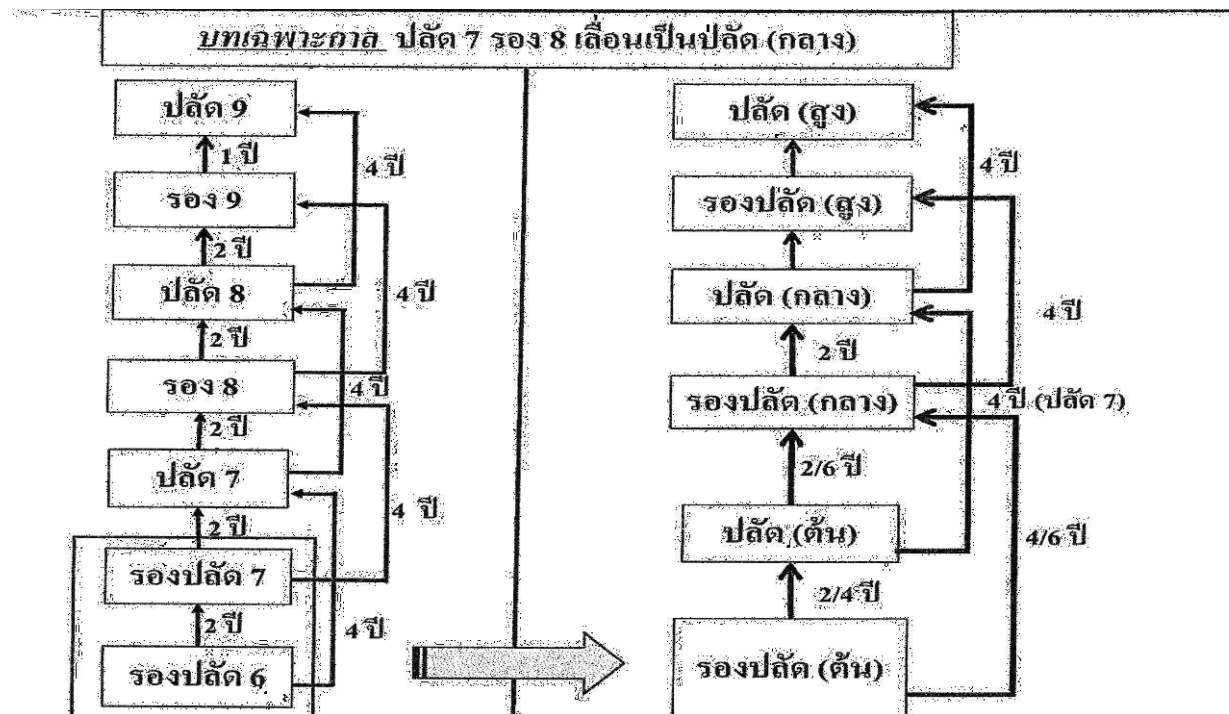 บทเฉพาะกาล ปลัด 7 รอง 8 เลื่อนเป็นปลัด (กลาง)
ปลัด 9
1 ปี
4 ปี
รอง 9
2 ปี
ปลัด 8
4 ปี
2 ปี
รอง 8
4 ปี
2 ปี
ปลัด 7
2 ปี
4 ปี
รองปลัด 7
2 ปี
4 ปี
รองปลัด 6
ปลัด (สูง)
4 ปี
รองปลัด (สูง)
ปลัด (กลาง)
4 ปี
2 ปี
รองปลัด (กลาง)
4 ปี (ปลัด 7)
2/6 ปี
ปลัด (ต้น)
4/6 ปี
2/4 ปี
รองปลัด (ต้น)